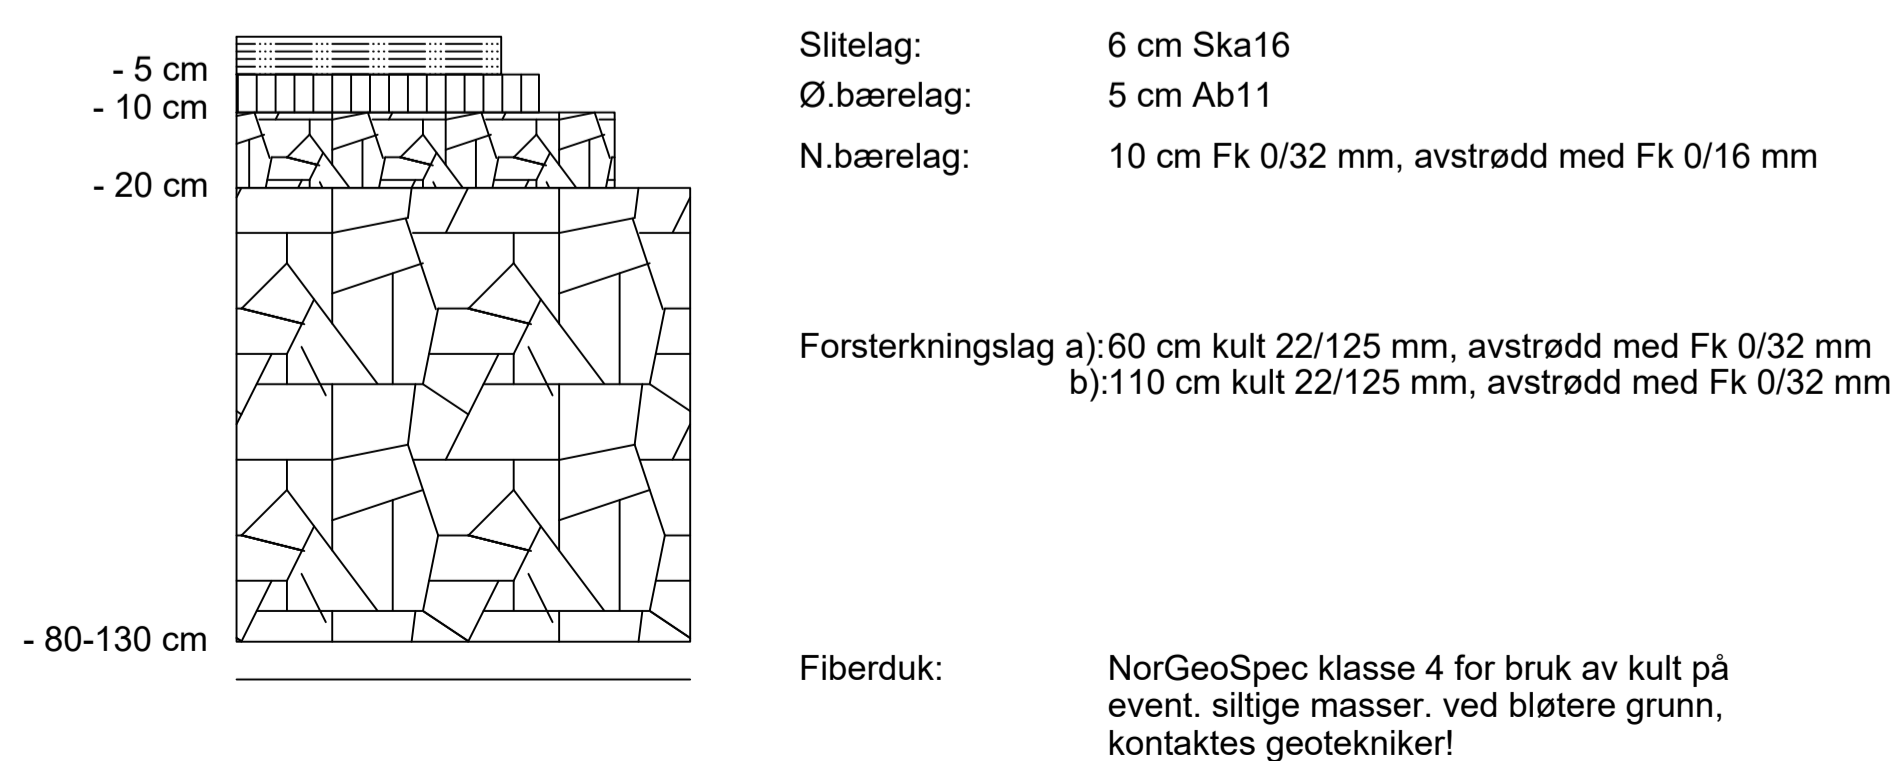 Slitelag: 6 cm Ska16
- 5 cm
Ø.bærelag: 5 cm Ab11
- 10 cm
N.bærelag: 10 cm Fk 0/32 mm, avstrødd med Fk 0/16 mm
- 20 cm
Forsterkningslag a):60 cm kult 22/125 mm, avstrødd med Fk 0/32 mm
b):110 cm kult 22/125 mm, avstrødd med Fk 0/32 mm
- 80-130 cm
Fiberduk: NorGeoSpec klasse 4 for bruk av kult på
event. siltige masser. ved bløtere grunn,
kontaktes geotekniker!